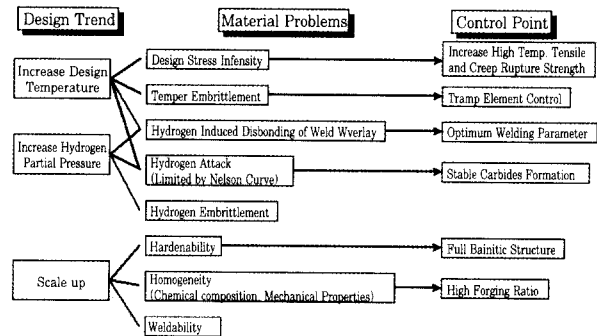 Design Trend
Material Problems
Control Point
Increase Design
Temperature
Increase Hydrogen
Partial Pressure
Scale up
Design Stress Infensity
Temper Embrittlement
Hydrogen Induced Disbonding of Weld Wverlay
Hydrogen Attack
(Limited by Nelson Curve)
Hydrogen Embrittlement
Hardenability
Homogeneity
(Chemical composition, Mechanical Properties)
Weldability
Increase High Temp. Tensile
and Creep Rupture Strength
Tramp Element Control
Optimum Welding Parameter
Stable Carbides Formation
Full Bainitic Structure
High Forging Ratio